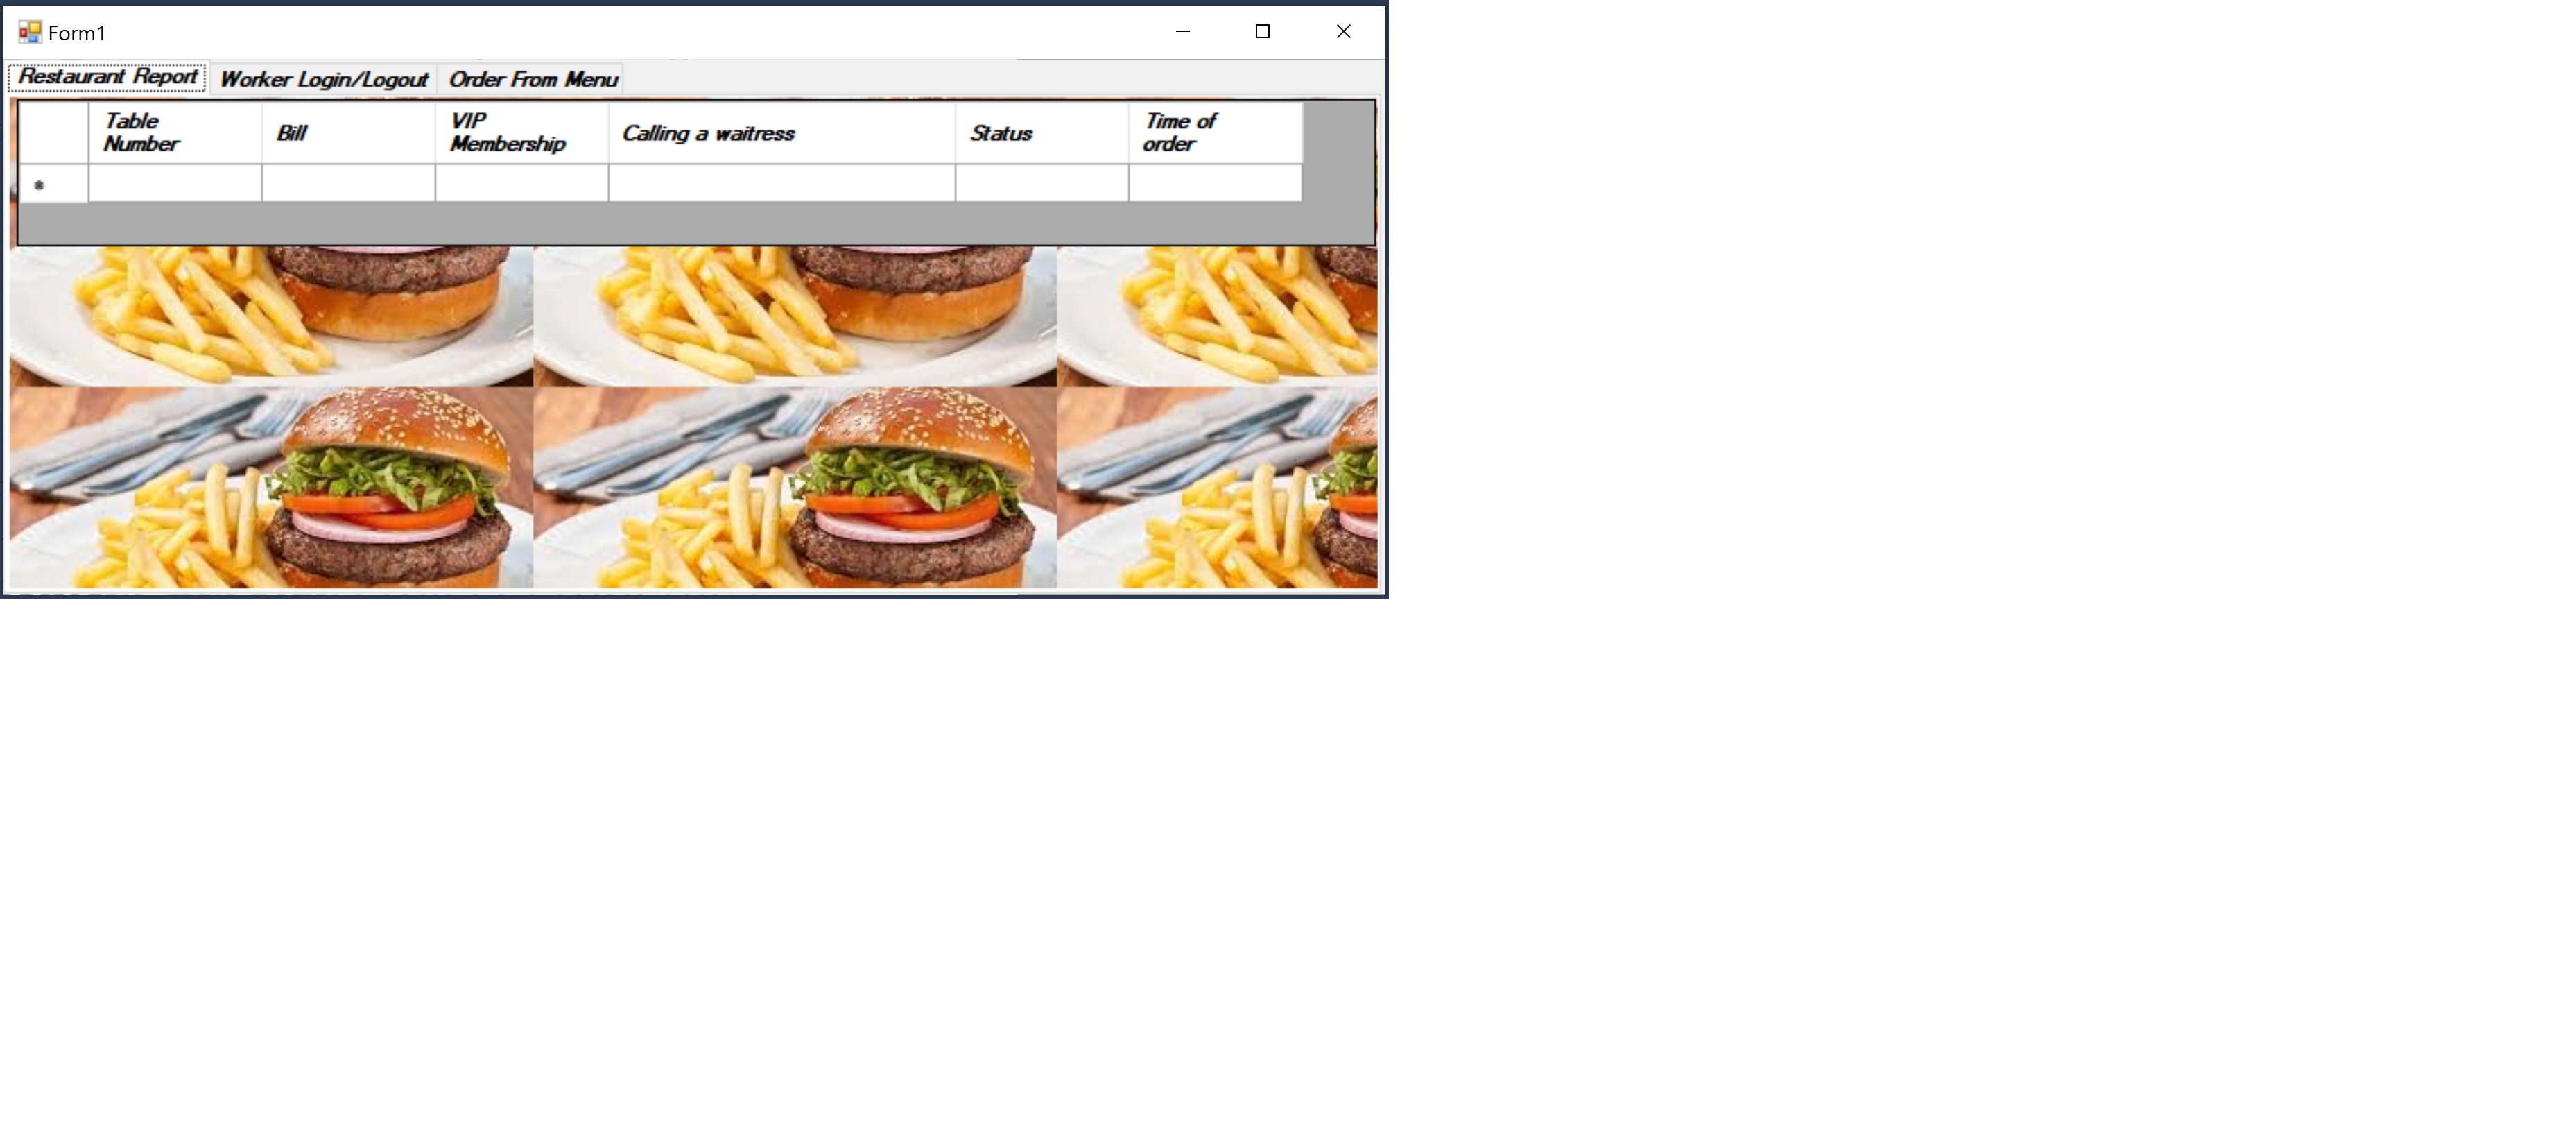 Form1
Restaurant Report
Worker Login/Logout
Order From Menu
Table
Number
Bill
VIP
Membership
Calling a waitress
Status
Time of
order
*